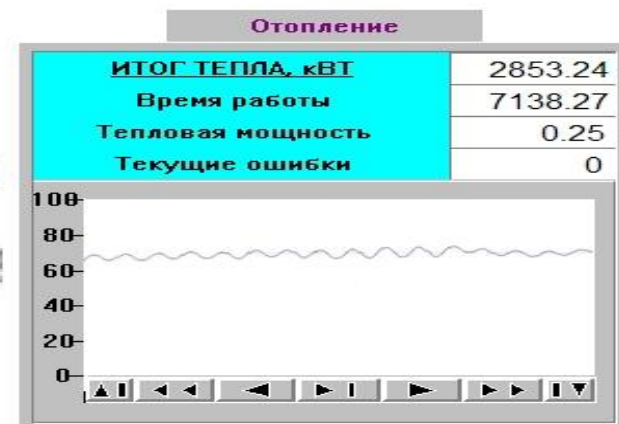 Отопление
ИТОГ ТЕПЛА, кВТ 2853.24
Время работы 7138.27
Тепловая мощность 0.25
Текущие ошибки 0
100
80
60
40
20
0